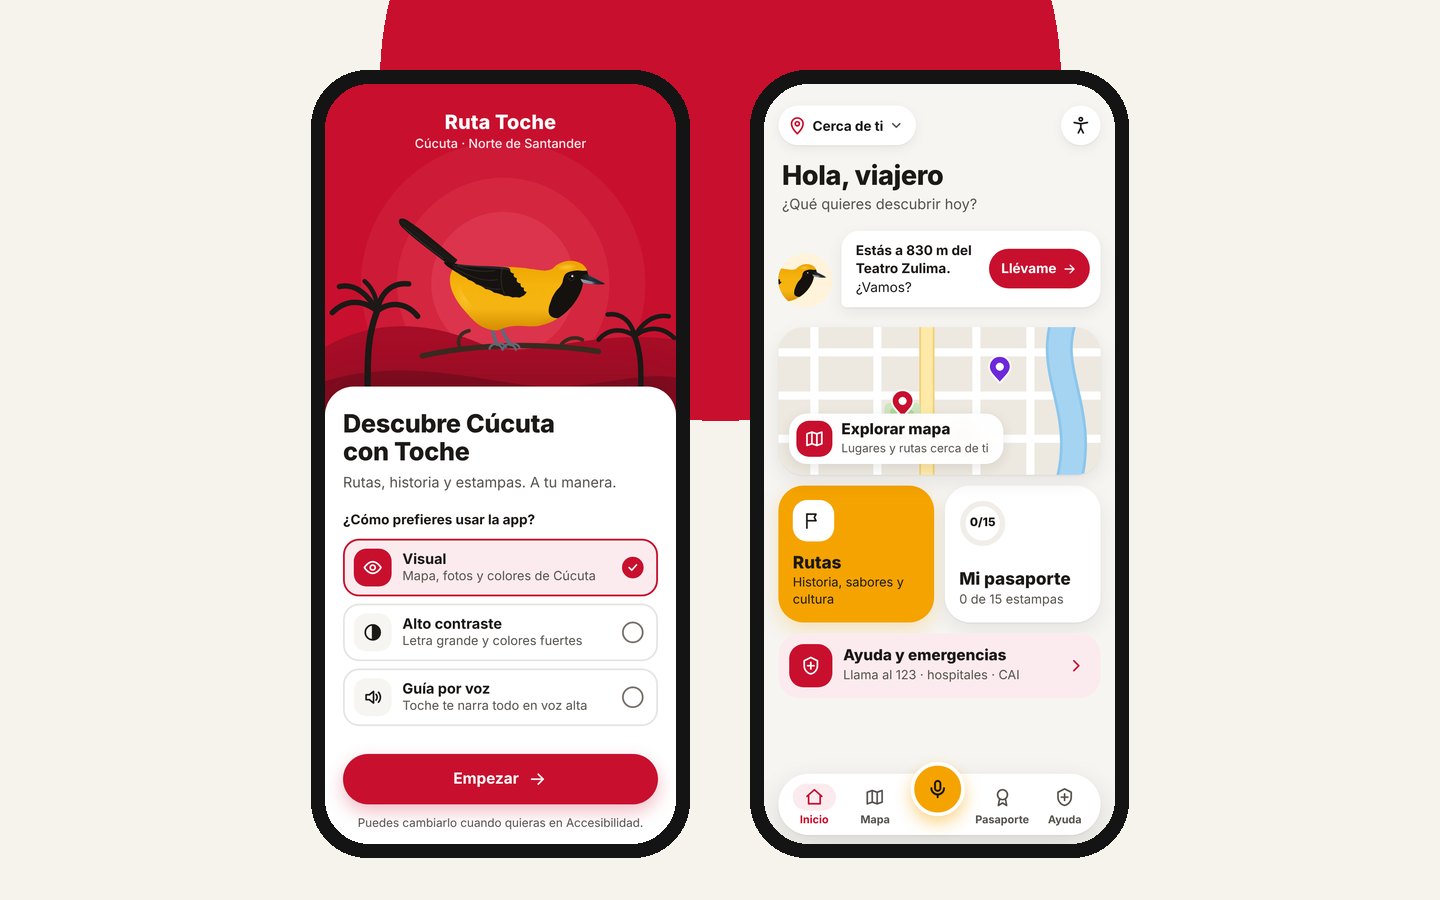 Ruta Toche
Cúcuta · Norte de Santander
Descubre Cúcuta
con Toche
Rutas, historia y estampas. A tu manera.
¿Cómo prefieres usar la app?
Visual
Mapa, fotos y colores de Cúcuta
Alto contraste
Letra grande y colores fuertes
Guía por voz
Toche te narra todo en voz alta
Empezar
Puedes cambiarlo cuando quieras en Accesibilidad.
Cerca de ti
Hola, viajero
¿Qué quieres descubrir hoy?
Estás a 830 m del
Teatro Zulima.
¿Vamos?
Llévame
Explorar mapa
Lugares y rutas cerca de ti
Rutas
Historia, sabores y
cultura
0/15
Mi pasaporte
0 de 15 estampas
Ayuda y emergencias
Llama al 123 · hospitales · CAI
Inicio
Mapa
Pasaporte
Ayuda